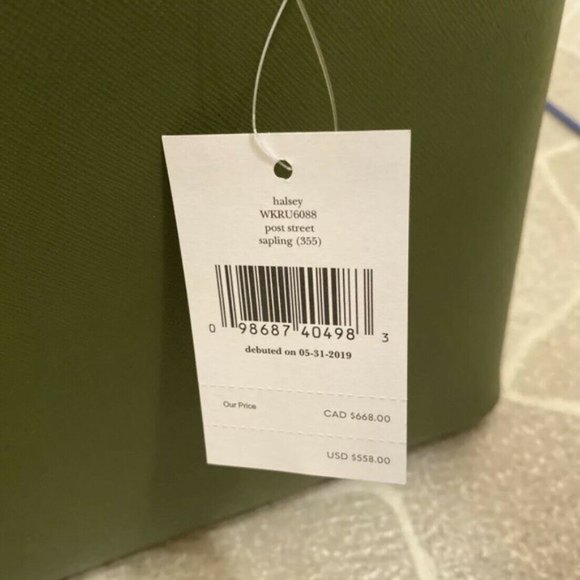 halsey
WKRU6088
post street
sapling (355)
0 98687 40498 3
debuted on 05-31-2019
Our Price CAD $668.00
USD $558.00